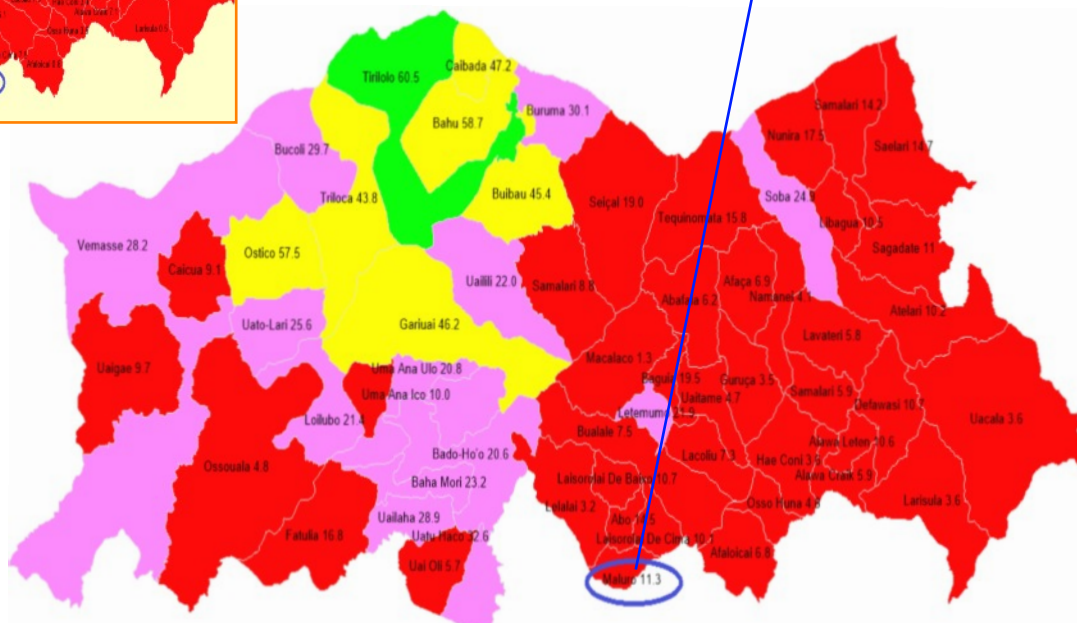 Larisula 0.5
Calbada 47.2
Tirilolo 60.5
Samalari 14.2
Buruma 30.1
Bahu 58.7
Nunira 17.5
Bucoli 29.7
Saelari 14.7
Triloca 43.8
Buibau 45.4
Seiçal 19.0
Soba 24.9
Tequinomata 15.8
Libagua 10.5
Vemasse 28.2
Ostico 57.5
Sagadate 11
Caicua 9.1
Uailili 22.0
Samalari 8.8
Afaça 6.9
Abafala 6.2
Namanei 4.1
Atelari 10.2
Uato-Lari 25.6
Gariuai 46.2
Lavateri 5.8
Macalaco 1.3
Uaigae 9.7
Uma Ana Ulo 20.8
Baguia 19.5
Guruça 3.5
Uma Ana Ico 10.0
Uaitame 4.7
Samalari 5.9
Defawasi 10.7
Letemumo 21.9
Loilubo 21.4
Uacala 3.6
Bualale 7.5
Alawa Leten 10.6
Bado-Ho'o 20.6
Lacoliu 7.3
Hae Coni 3.9
Ossouala 4.8
Baha Mori 23.2
Laisorolai De Baixo 10.7
Alawa Craik 5.9
Lelalai 3.2
Osso Huna 4.8
Larisula 3.6
Uailaha 28.9
Abo 14.5
Fatulia 16.8
Uatu Haco 32.6
Laisorolai De Cima 10.1
Afaloical 6.8
Uai Oli 5.7
Maluro 11.3